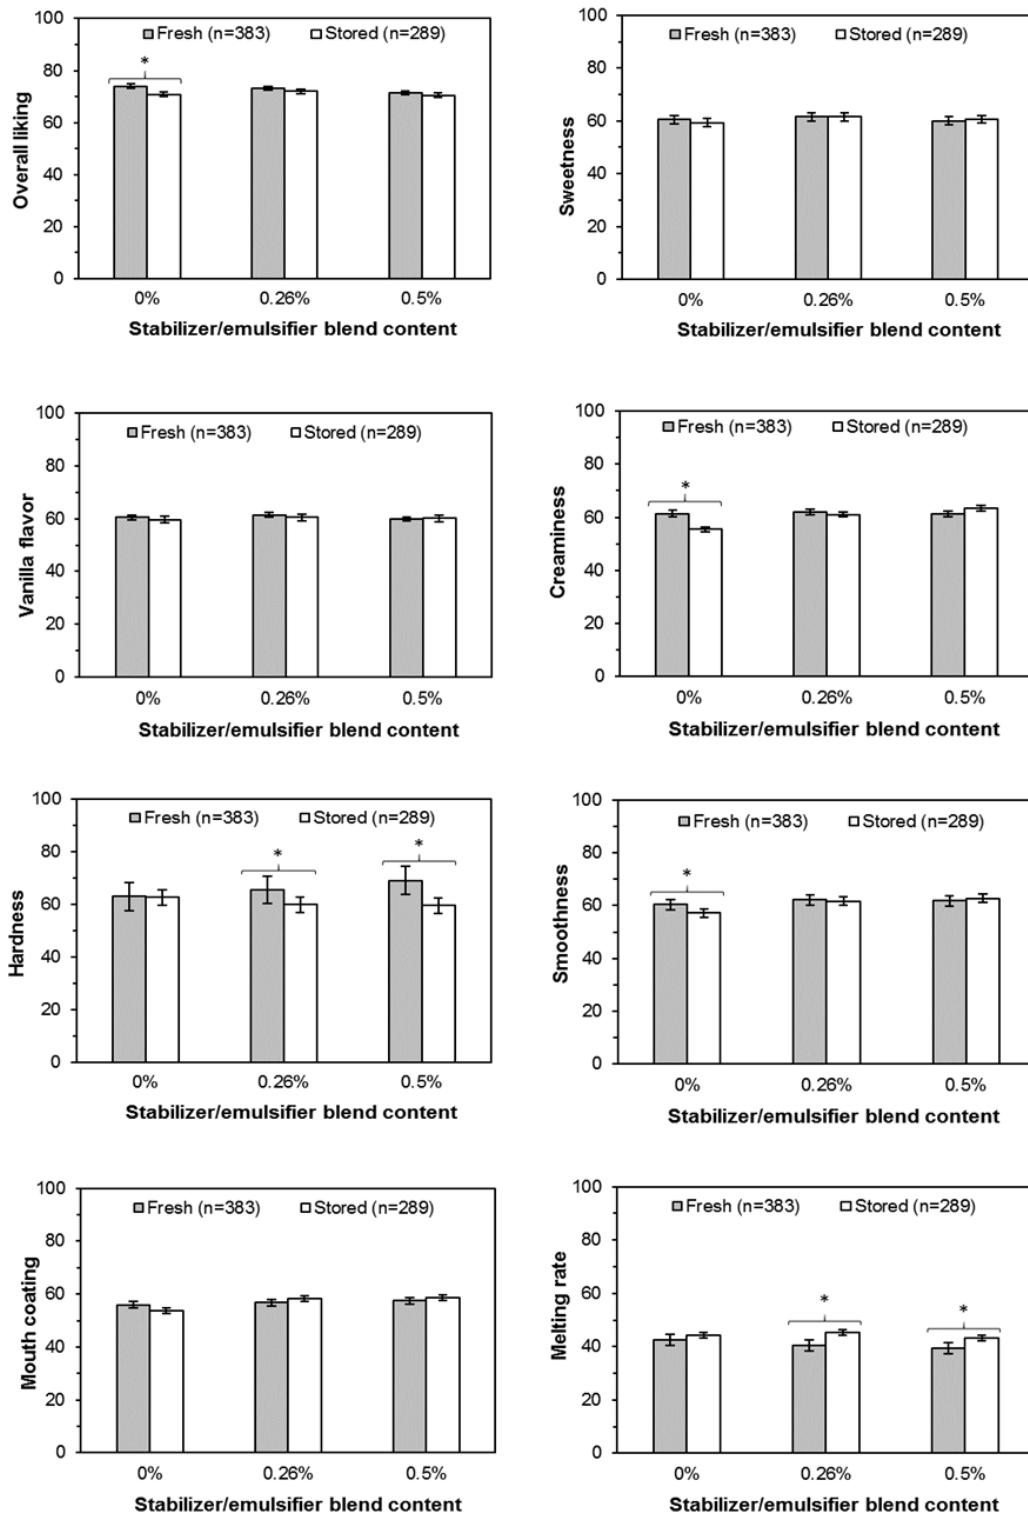 100
80
60
40
20
0
Overall liking
Fresh (n=383) Stored (n=289)
*
0% 0.26% 0.5%
Stabilizer/emulsifier blend content
100
80
60
40
20
0
Sweetness
Fresh (n=383) Stored (n=289)
0% 0.26% 0.5%
Stabilizer/emulsifier blend content
100
80
60
40
20
0
Vanilla flavor
Fresh (n=383) Stored (n=289)
0% 0.26% 0.5%
Stabilizer/emulsifier blend content
100
80
60
40
20
0
Creaminess
Fresh (n=383) Stored (n=289)
*
0% 0.26% 0.5%
Stabilizer/emulsifier blend content
100
80
60
40
20
0
Hardness
Fresh (n=383) Stored (n=289)
* *
0% 0.26% 0.5%
Stabilizer/emulsifier blend content
100
80
60
40
20
0
Smoothness
Fresh (n=383) Stored (n=289)
*
0% 0.26% 0.5%
Stabilizer/emulsifier blend content
100
80
60
40
20
0
Mouth coating
Fresh (n=383) Stored (n=289)
0% 0.26% 0.5%
Stabilizer/emulsifier blend content
100
80
60
40
20
0
Melting rate
Fresh (n=383) Stored (n=289)
* *
0% 0.26% 0.5%
Stabilizer/emulsifier blend content